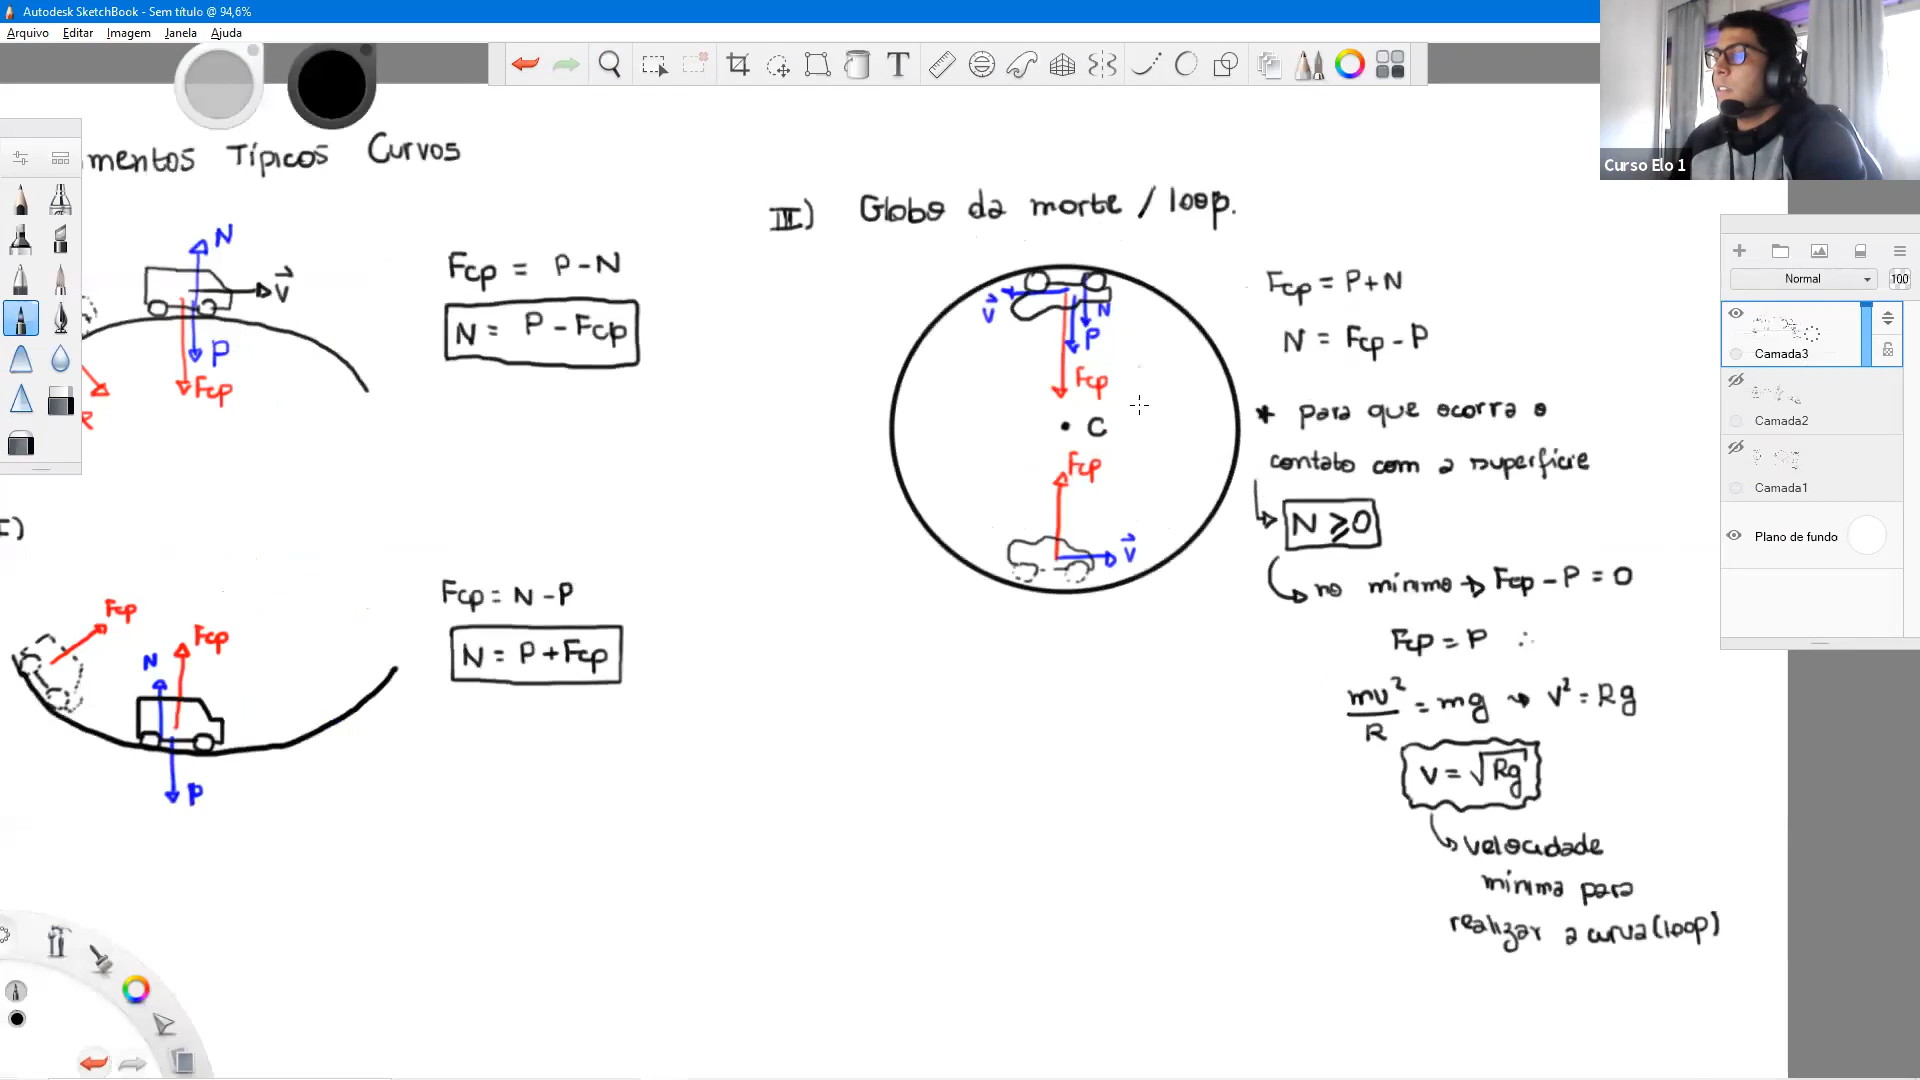 Autodesk SketchBook - Sem título @ 94,6%
Arquivo Editar Imagem Janela Ajuda
T
Curso Elo 1
mentos Típicos Curvos
N
V
P
Fcp
R
Fcp = P - N
N = P - Fcp
I)
Fcp
N
Fcp
P
Fcp = N - P
N = P + Fcp
III) Globo da morte / loop.
V
N
P
Fcp
C
Fcp
V
Fcp = P + N
N = Fcp - P
* para que ocorra o
contato com a superfície
N ⩾ 0
no mínimo → Fcp - P = 0
Fcp = P ∴
mv²/R = mg → V² = Rg
V = √Rg
velocidade
mínima para
realizar a curva (loop)
Normal
100
Camada3
Camada2
Camada1
Plano de fundo